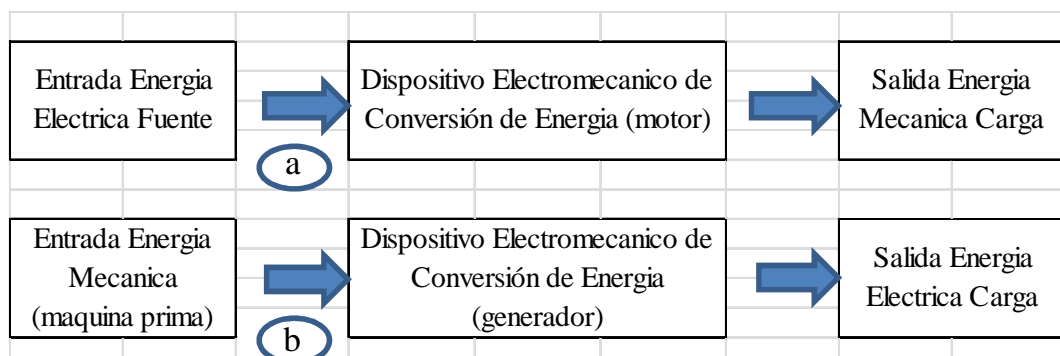 Entrada Energia
Electrica Fuente
Dispositivo Electromecanico de
Conversión de Energia (motor)
Salida Energia
Mecanica Carga
a
Entrada Energia
Mecanica
(maquina prima)
Dispositivo Electromecanico de
Conversión de Energia
(generador)
Salida Energia
Electrica Carga
b